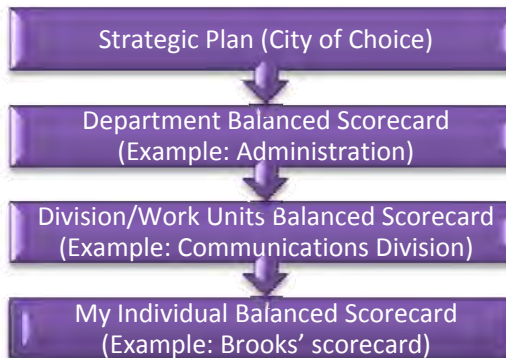 Strategic Plan (City of Choice)
Department Balanced Scorecard
(Example: Administration)
Division/Work Units Balanced Scorecard
(Example: Communications Division)
My Individual Balanced Scorecard
(Example: Brooks’ scorecard)